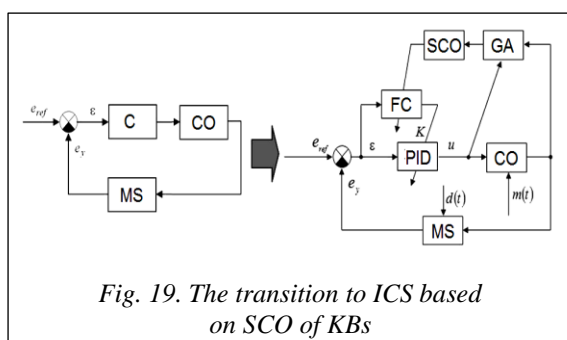 e_ref
ε
C
CO
e_y
MS
SCO
GA
FC
K
e_ref
ε
PID
u
CO
e_y
d(t)
m(t)
MS
Fig. 19. The transition to ICS based
on SCO of KBs